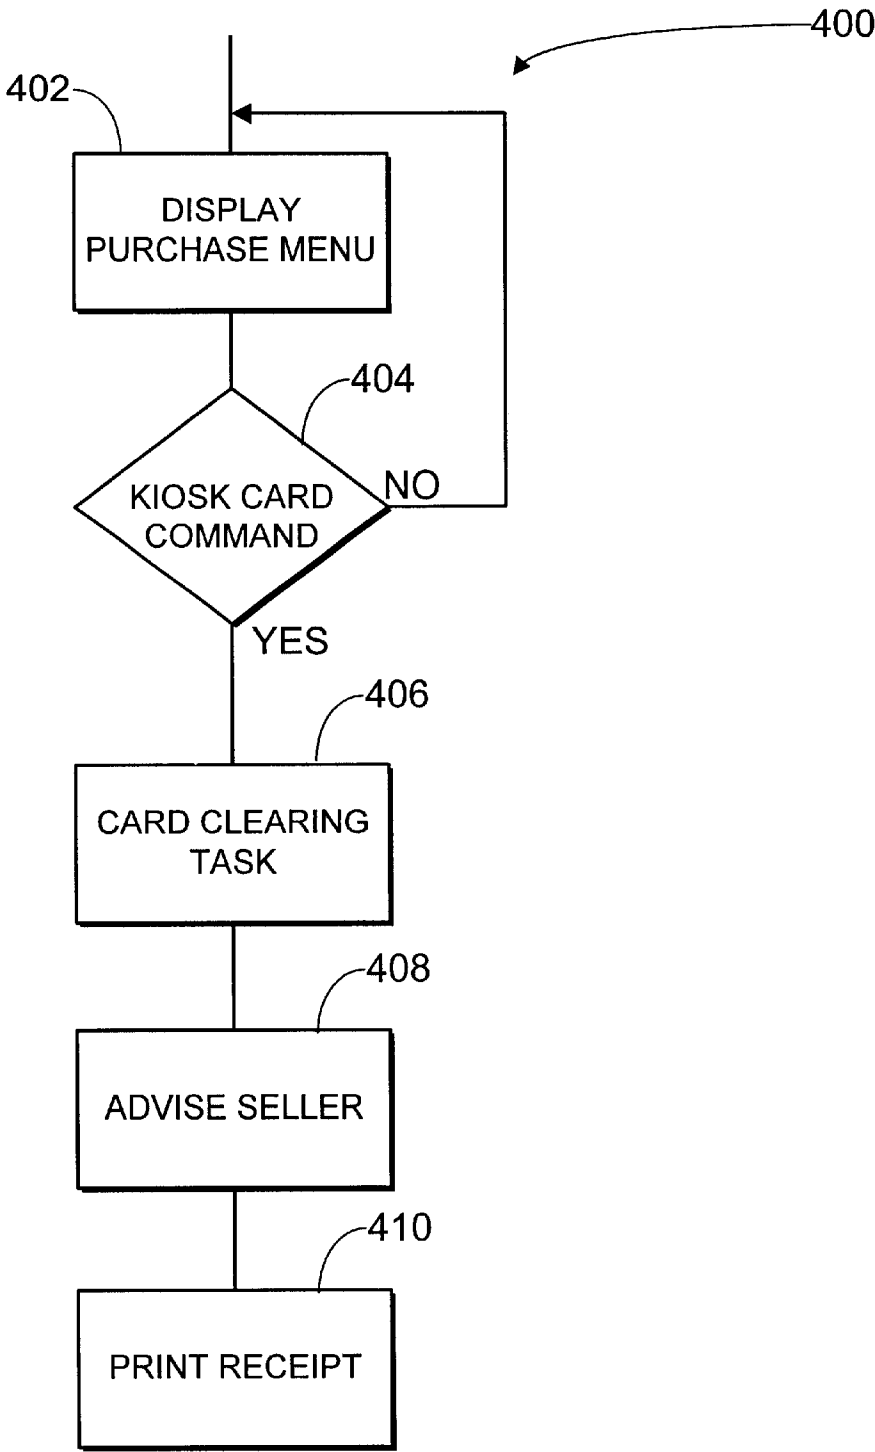 400
402
DISPLAY
PURCHASE MENU
404
KIOSK CARD
COMMAND
NO
YES
406
CARD CLEARING
TASK
408
ADVISE SELLER
410
PRINT RECEIPT